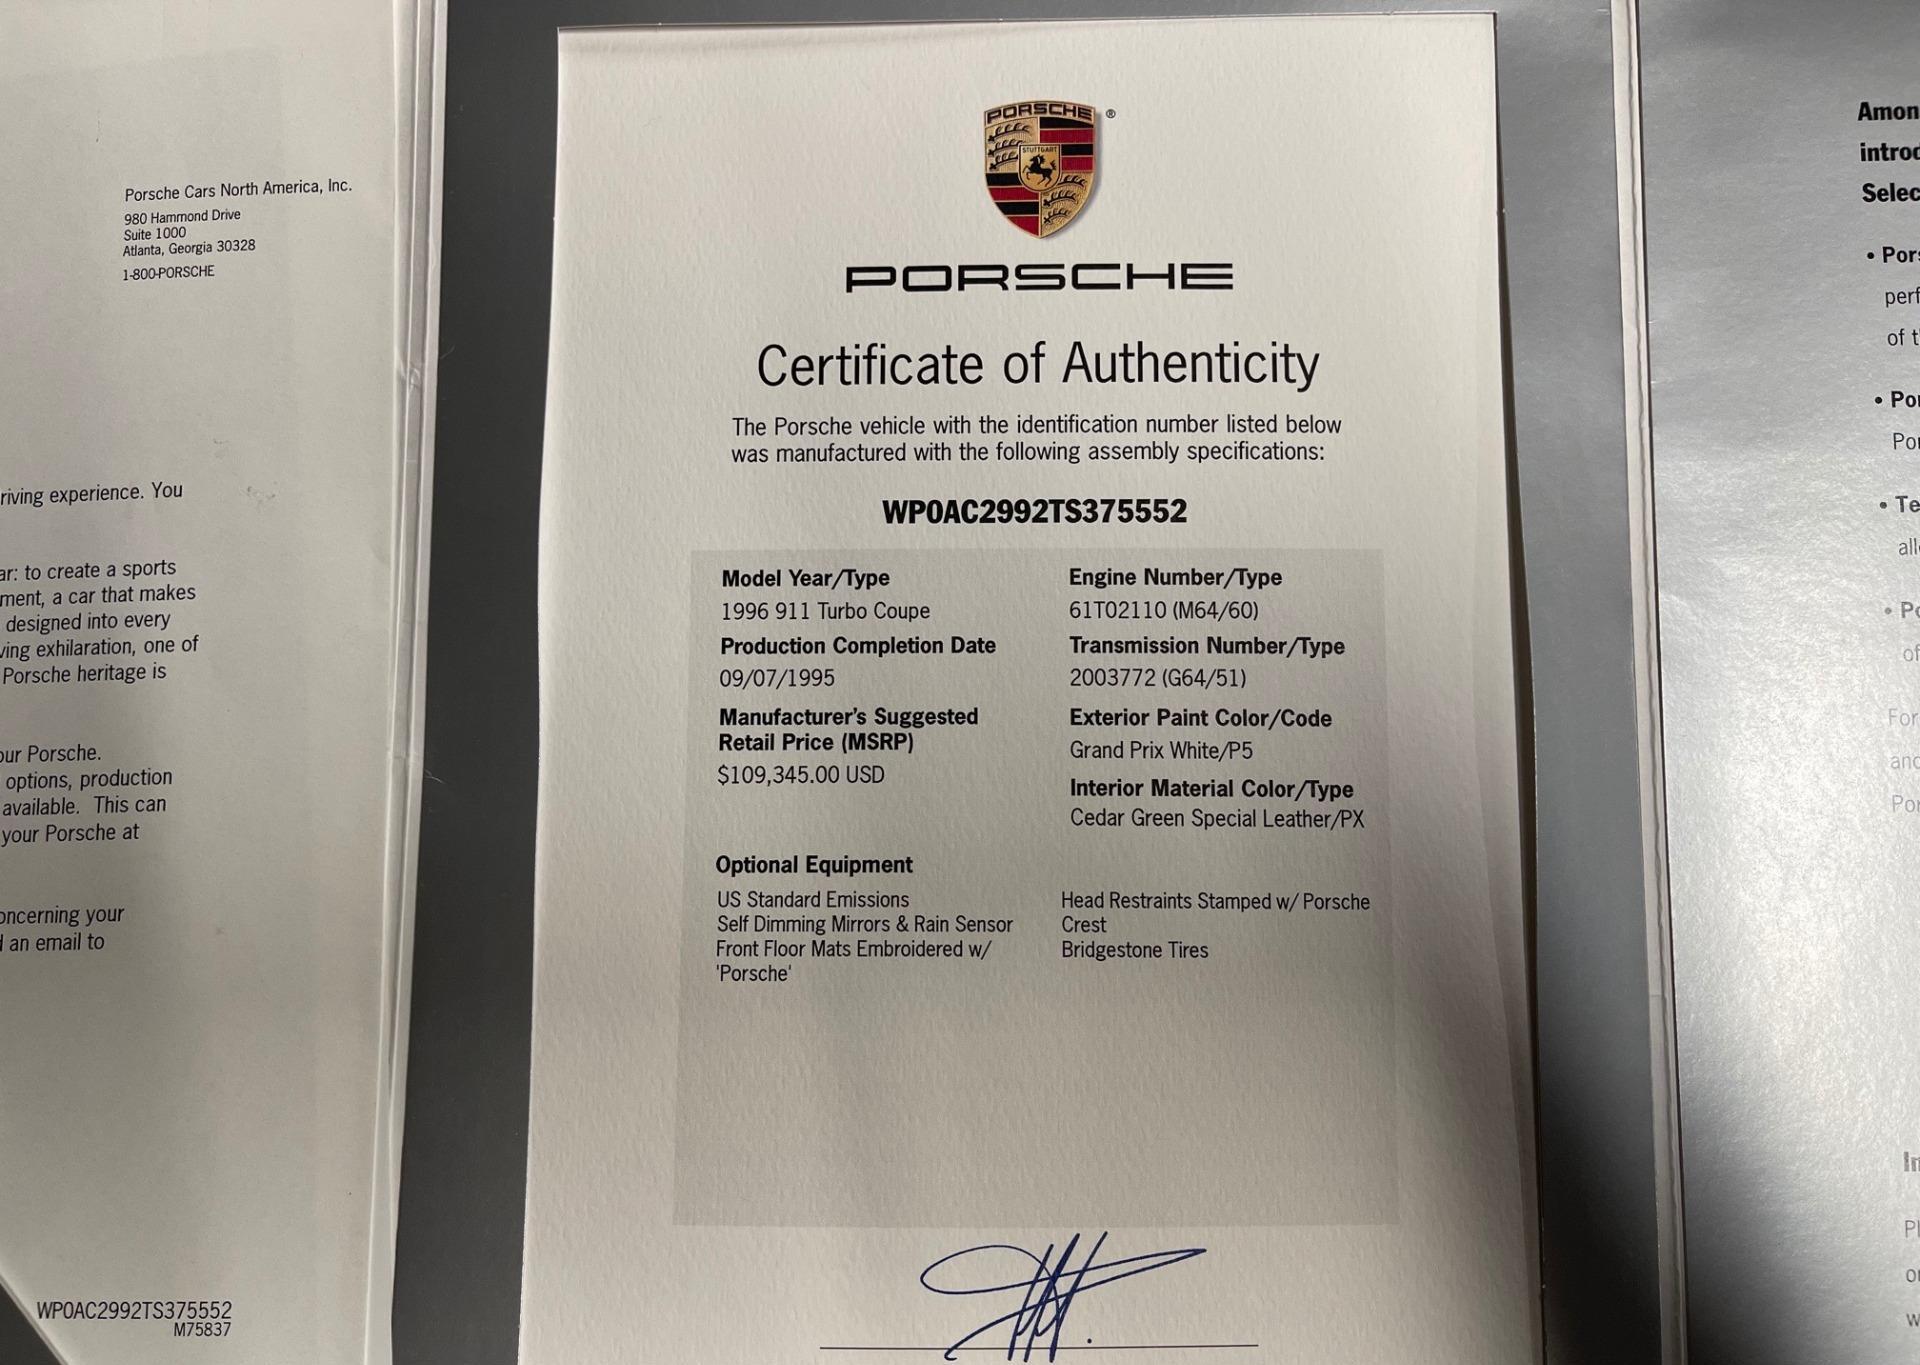 Porsche Cars North America, Inc.
980 Hammond Drive
Suite 1000
Atlanta, Georgia 30328
1-800-PORSCHE
experience. You
to create a sports
a car that makes
designed into every
exhilaration, one of
Porsche heritage is
Porsche.
options, production
available. This can
your Porsche at
your
an email to
WP0AC2992TS375552
M75837
PORSCHE
STUTTGART
®
PORSCHE
Certificate of Authenticity
The Porsche vehicle with the identification number listed below
was manufactured with the following assembly specifications:
WP0AC2992TS375552
Model Year/Type
1996 911 Turbo Coupe
Production Completion Date
09/07/1995
Manufacturer's Suggested
Retail Price (MSRP)
$109,345.00 USD
Engine Number/Type
61T02110 (M64/60)
Transmission Number/Type
2003772 (G64/51)
Exterior Paint Color/Code
Grand Prix White/P5
Interior Material Color/Type
Cedar Green Special Leather/PX
Optional Equipment
US Standard Emissions
Self Dimming Mirrors & Rain Sensor
Front Floor Mats Embroidered w/
'Porsche'
Head Restraints Stamped w/ Porsche
Crest
Bridgestone Tires
of